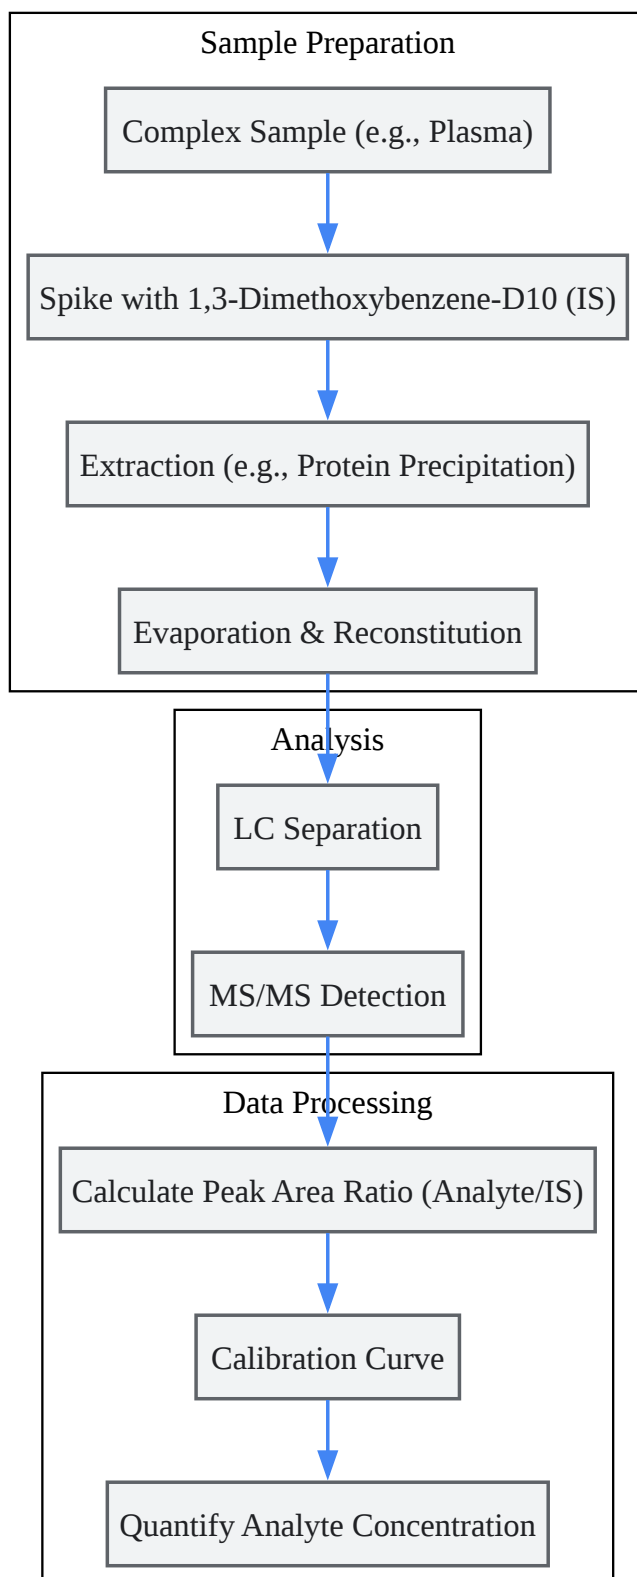 Sample Preparation
Complex Sample (e.g., Plasma)
Spike with 1,3-Dimethoxybenzene-D10 (IS)
Extraction (e.g., Protein Precipitation)
Evaporation & Reconstitution
Analysis
LC Separation
MS/MS Detection
Data Processing
Calculate Peak Area Ratio (Analyte/IS)
Calibration Curve
Quantify Analyte Concentration